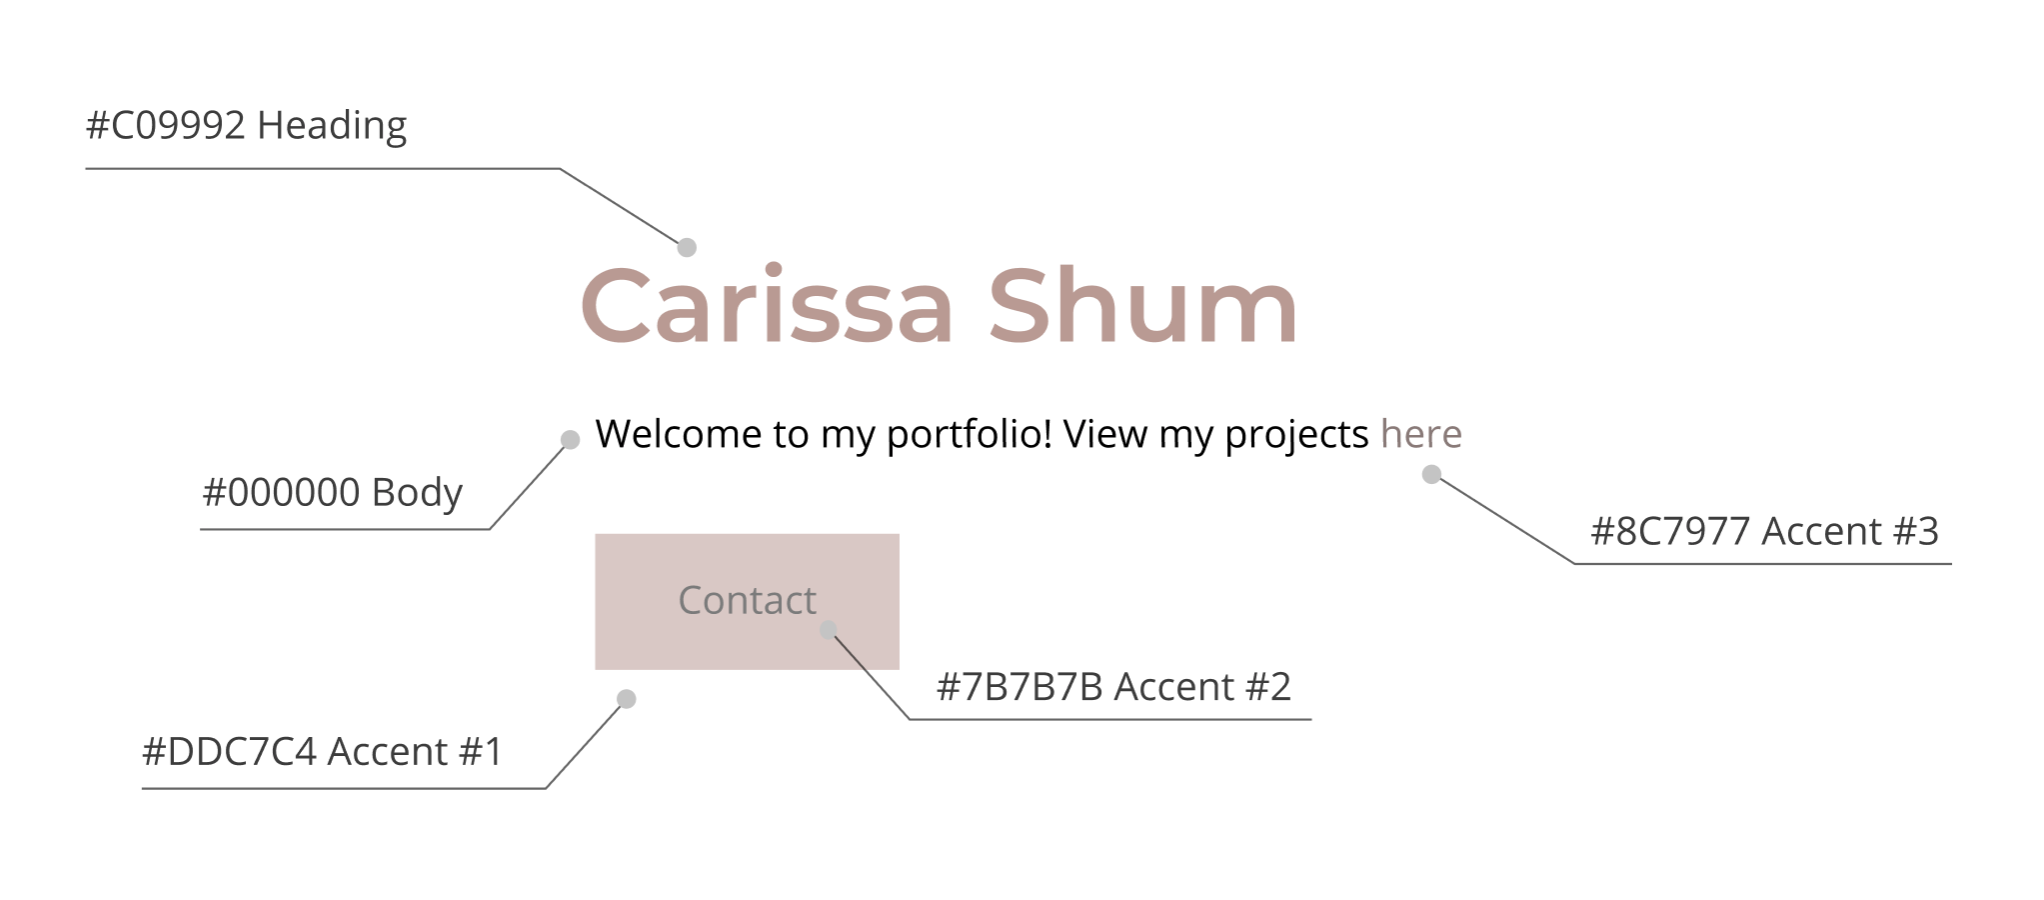 #C09992 Heading
Carissa Shum
Welcome to my portfolio! View my projects here
#000000 Body
#8C7977 Accent #3
Contact
#7B7B7B Accent #2
#DDC7C4 Accent #1